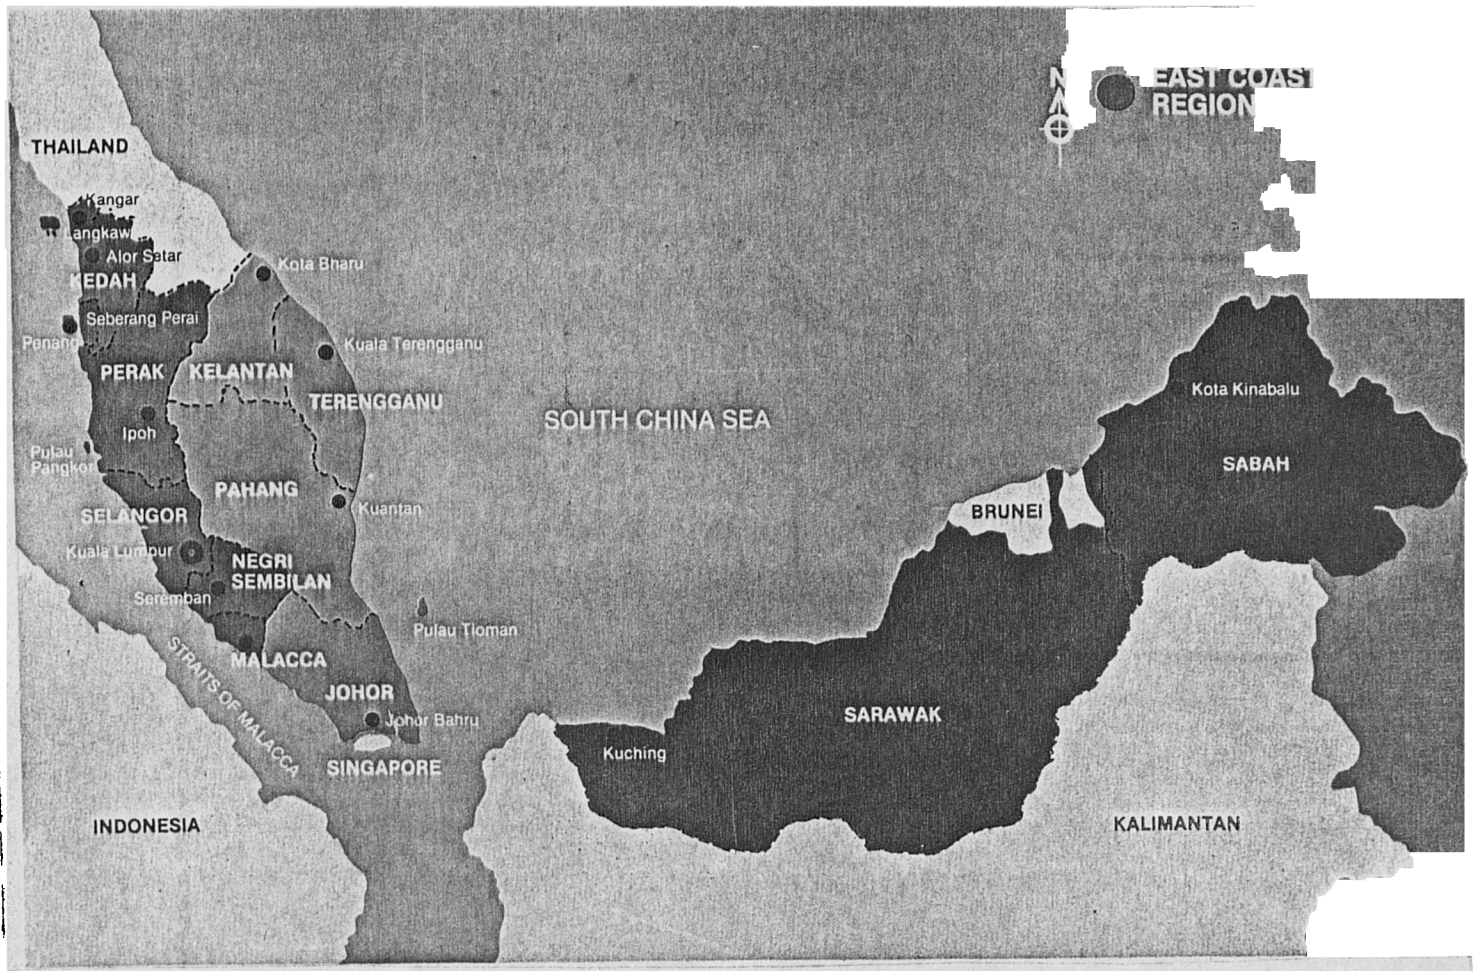 N
EAST COAST
REGION
THAILAND
Kangar
Langkawi
Alor Setar
KEDAH
Kota Bharu
Seberang Perai
Penang
Kuala Terengganu
PERAK
KELANTAN
TERENGGANU
Kota Kinabalu
SOUTH CHINA SEA
Ipoh
Pulau
Pangkor
SABAH
PAHANG
Kuantan
SELANGOR
BRUNEI
Kuala Lumpur
NEGRI
SEMBILAN
Seremban
Pulau Tioman
MALACCA
STRAITS OF MALACCA
JOHOR
Johor Bahru
SARAWAK
Kuching
SINGAPORE
INDONESIA
KALIMANTAN